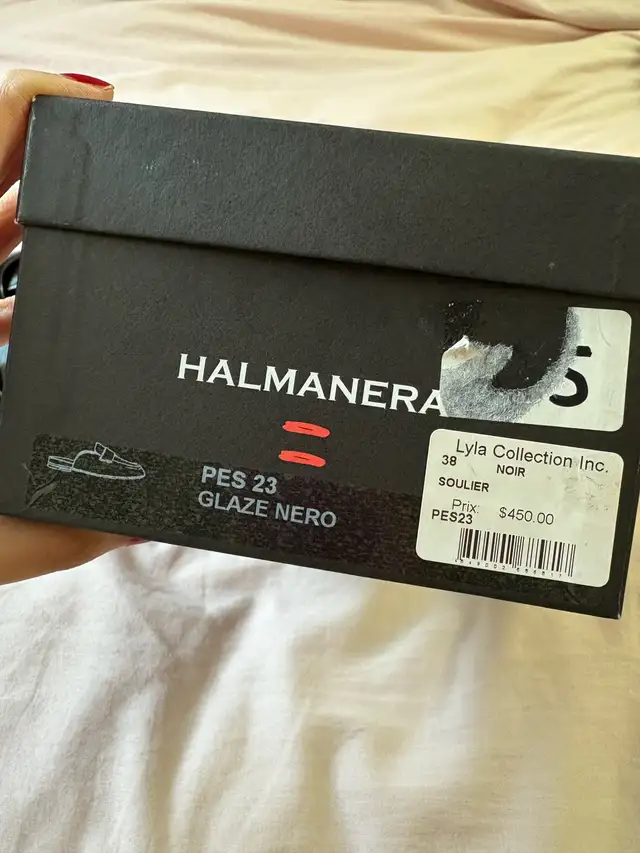 HALMANERA
S
PES 23
GLAZE NERO
Lyla Collection Inc.
38 NOIR
SOULIER
Prix: $450.00
PES23